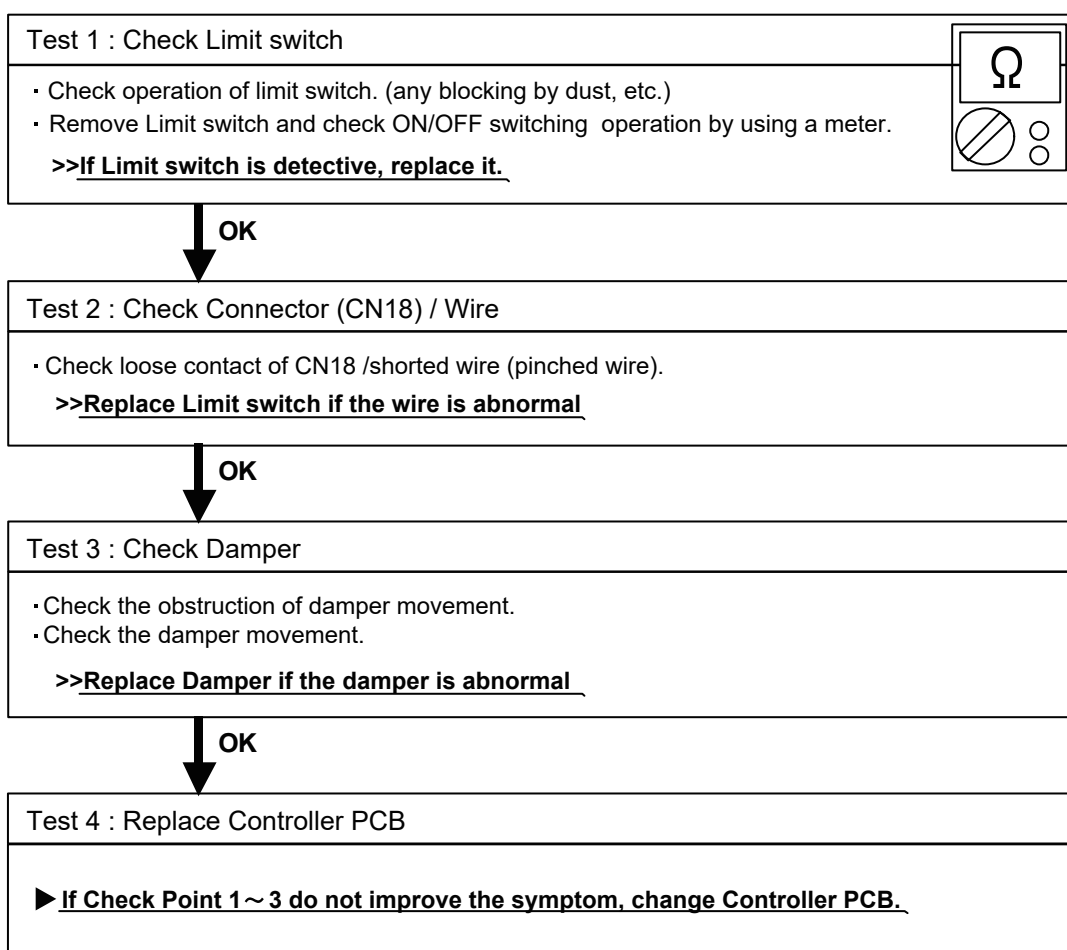 Test 1 : Check Limit switch
Ω
・Check operation of limit switch. (any blocking by dust, etc.)
・Remove Limit switch and check ON/OFF switching operation by using a meter.
>>If Limit switch is detective, replace it.
OK
Test 2 : Check Connector (CN18) / Wire
・Check loose contact of CN18 /shorted wire (pinched wire).
>>Replace Limit switch if the wire is abnormal
OK
Test 3 : Check Damper
・Check the obstruction of damper movement.
・Check the damper movement.
>>Replace Damper if the damper is abnormal
OK
Test 4 : Replace Controller PCB
▶If Check Point 1～3 do not improve the symptom, change Controller PCB.